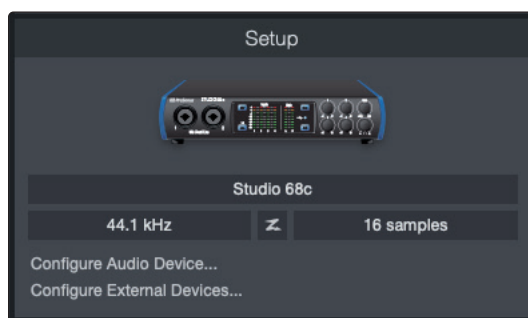 Setup
Studio 68c
44.1 kHz
16 samples
Configure Audio Device...
Configure External Devices...